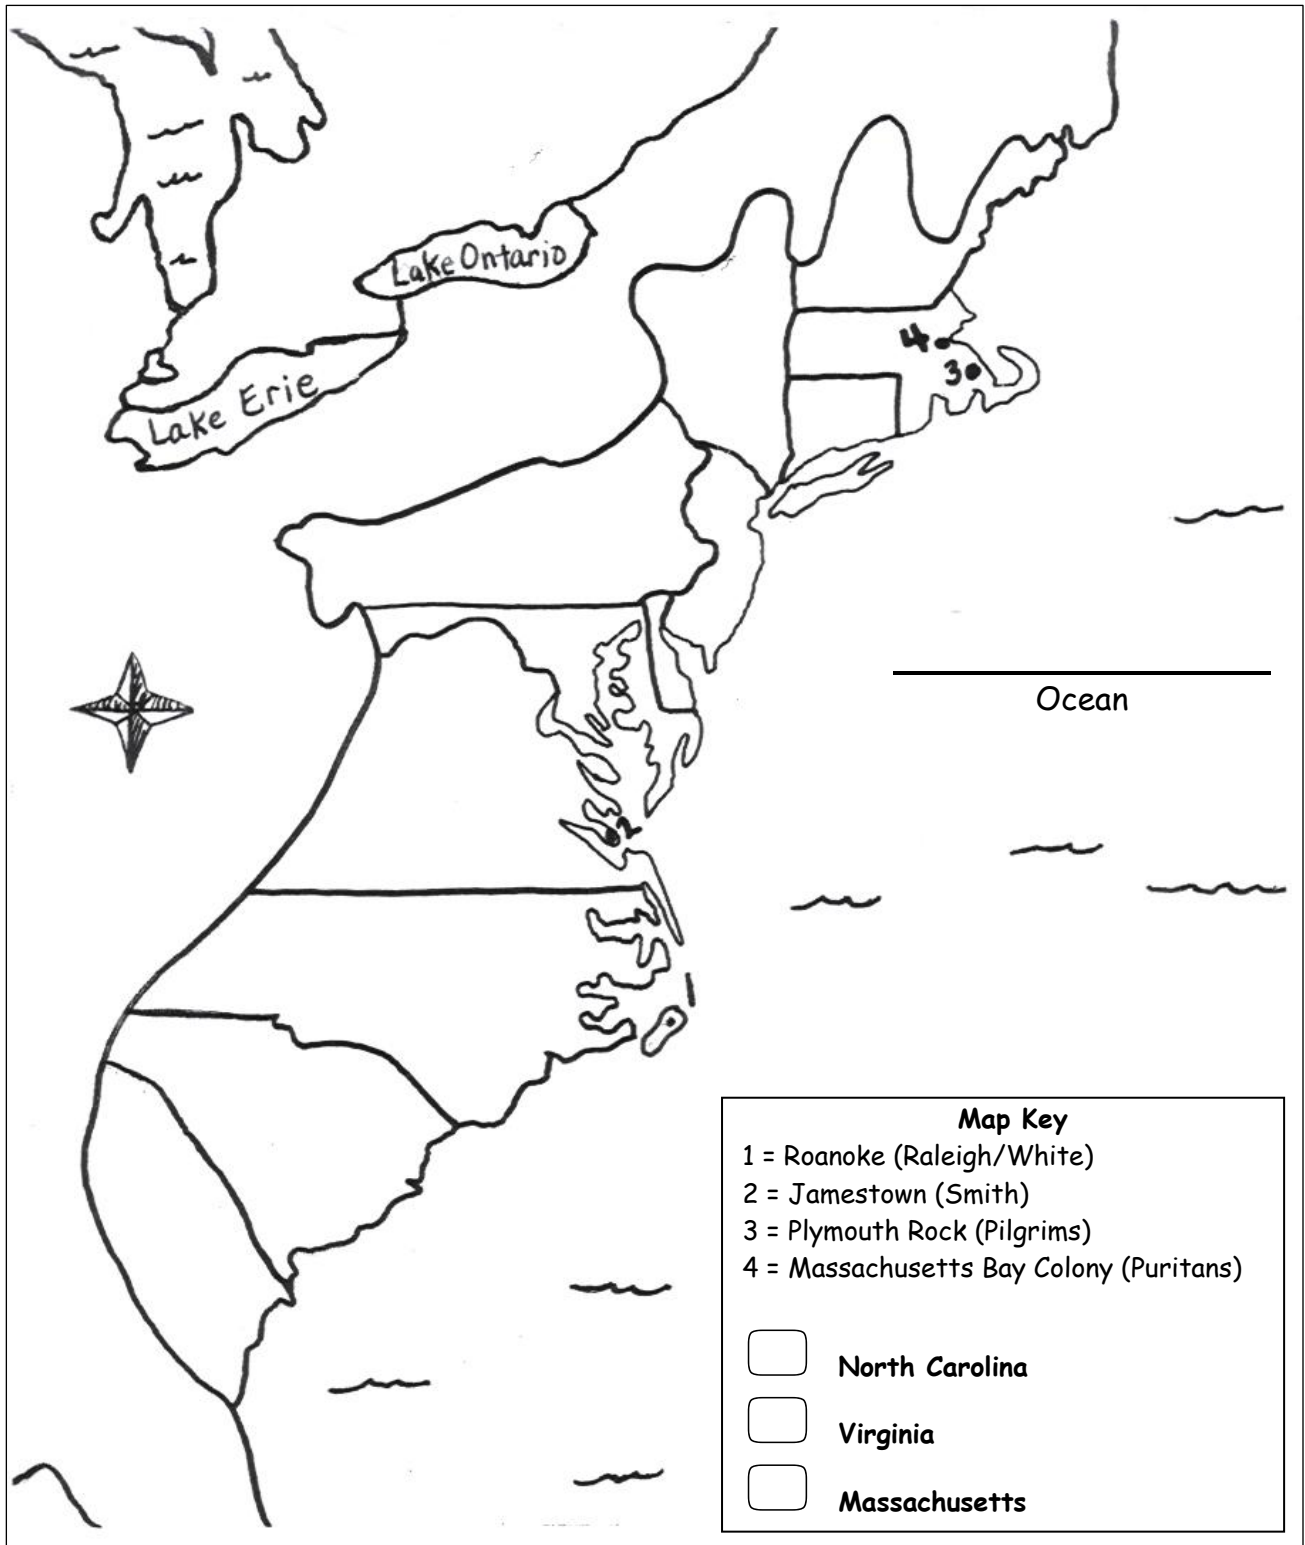 Lake Ontario
4
3
Lake Erie
Ocean
2
Map Key
1 = Roanoke (Raleigh/White)
2 = Jamestown (Smith)
3 = Plymouth Rock (Pilgrims)
4 = Massachusetts Bay Colony (Puritans)
North Carolina
Virginia
Massachusetts